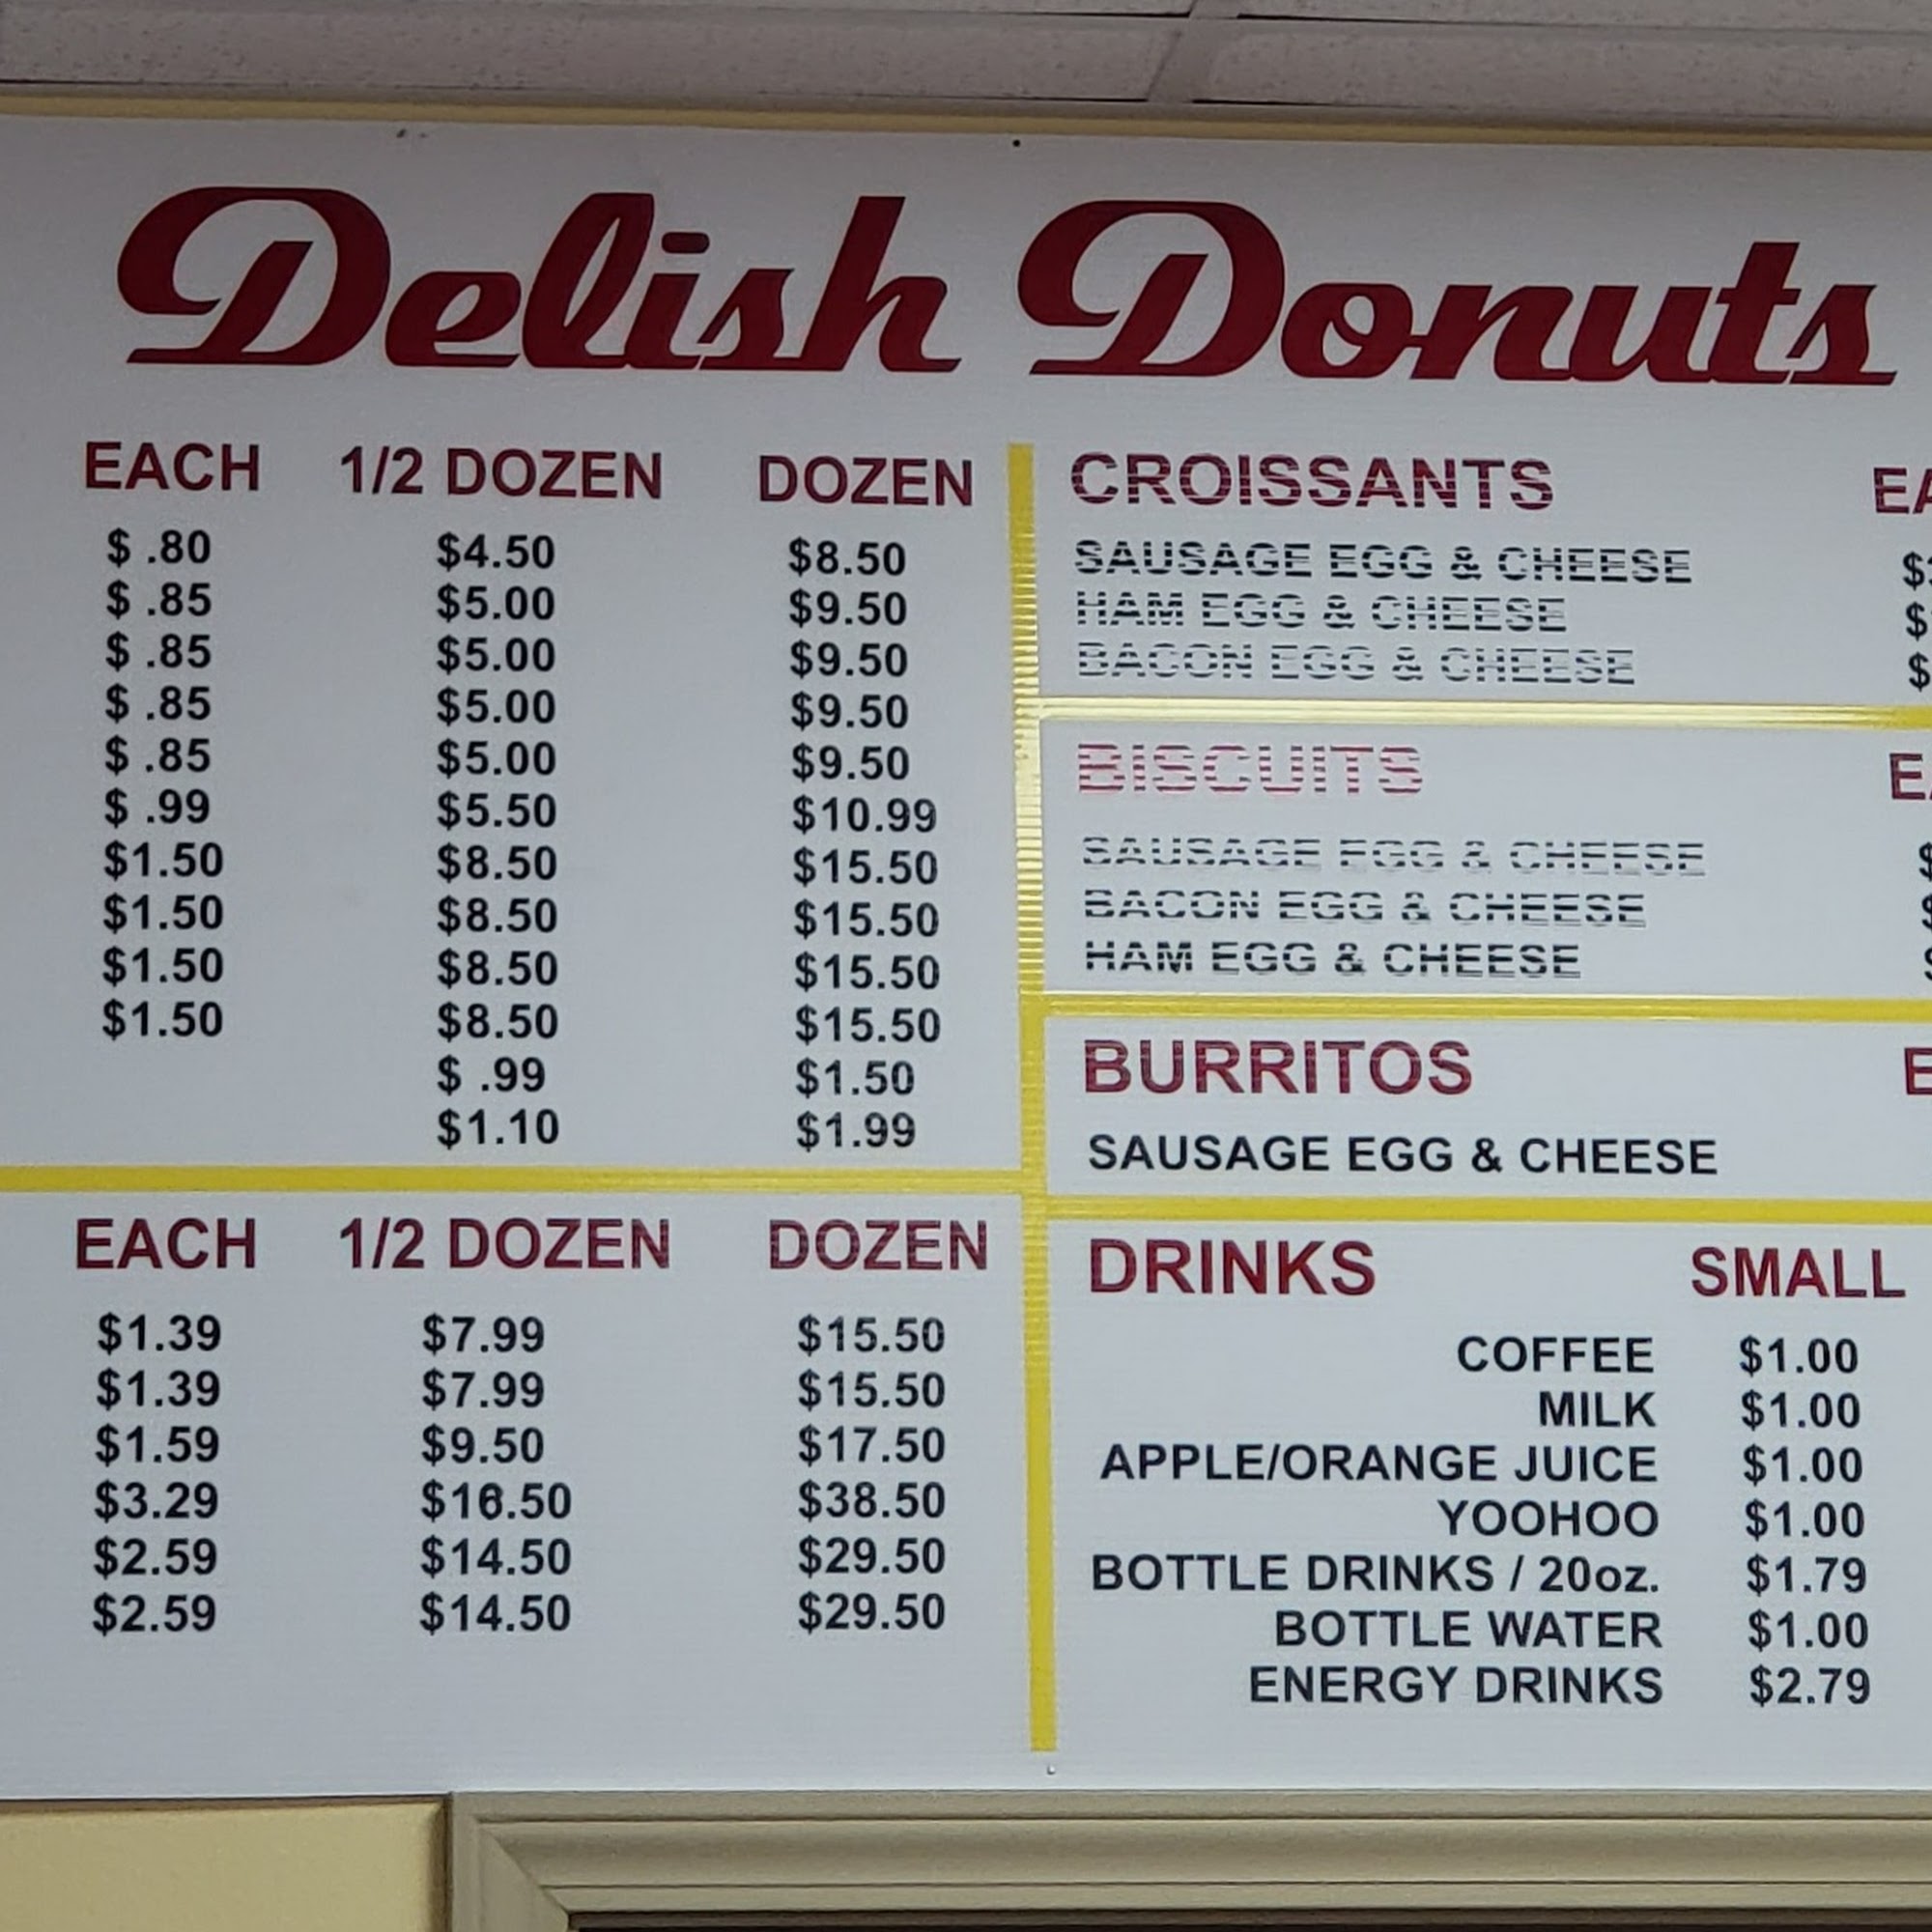 Delish Donuts
EACH 1/2 DOZEN DOZEN
$ .80 $4.50 $8.50
$ .85 $5.00 $9.50
$ .85 $5.00 $9.50
$ .85 $5.00 $9.50
$ .85 $5.00 $9.50
$ .99 $5.50 $10.99
$1.50 $8.50 $15.50
$1.50 $8.50 $15.50
$1.50 $8.50 $15.50
$1.50 $8.50 $15.50
$ .99 $1.50
$1.10 $1.99
EACH 1/2 DOZEN DOZEN
$1.39 $7.99 $15.50
$1.39 $7.99 $15.50
$1.59 $9.50 $17.50
$3.29 $16.50 $38.50
$2.59 $14.50 $29.50
$2.59 $14.50 $29.50
CROISSANTS
SAUSAGE EGG & CHEESE
HAM EGG & CHEESE
BACON EGG & CHEESE
BISCUITS
SAUSAGE EGG & CHEESE
BACON EGG & CHEESE
HAM EGG & CHEESE
BURRITOS
SAUSAGE EGG & CHEESE
DRINKS SMALL
COFFEE $1.00
MILK $1.00
APPLE/ORANGE JUICE $1.00
YOOHOO $1.00
BOTTLE DRINKS / 20oz. $1.79
BOTTLE WATER $1.00
ENERGY DRINKS $2.79